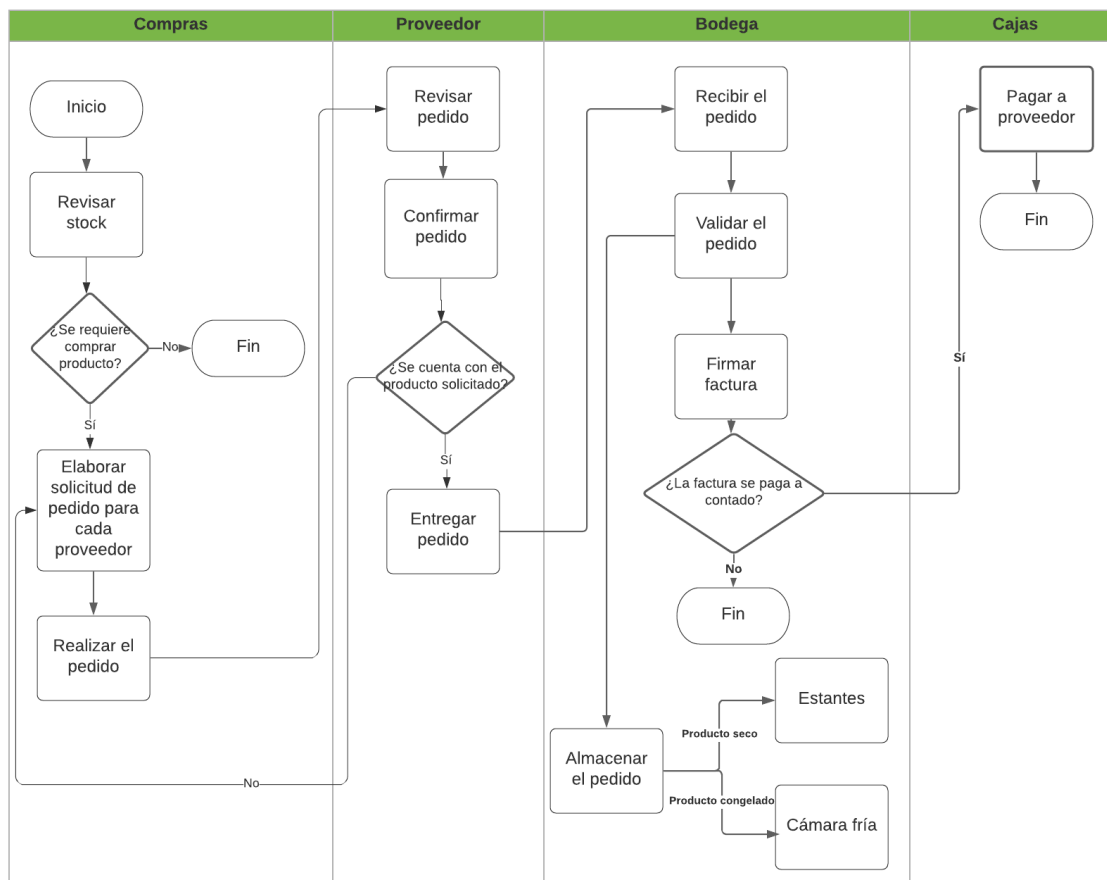 Compras
Proveedor
Bodega
Cajas
Inicio
Revisar
stock
¿Se requiere
comprar
producto?
No
Fin
Sí
Elaborar
solicitud de
pedido para
cada
proveedor
Realizar el
pedido
Revisar
pedido
Confirmar
pedido
¿Se cuenta con el
producto solicitado?
Sí
No
Entregar
pedido
Recibir el
pedido
Validar el
pedido
Firmar
factura
¿La factura se paga a
contado?
No
Fin
Sí
Almacenar
el pedido
Producto seco
Estantes
Producto congelado
Cámara fría
Pagar a
proveedor
Fin